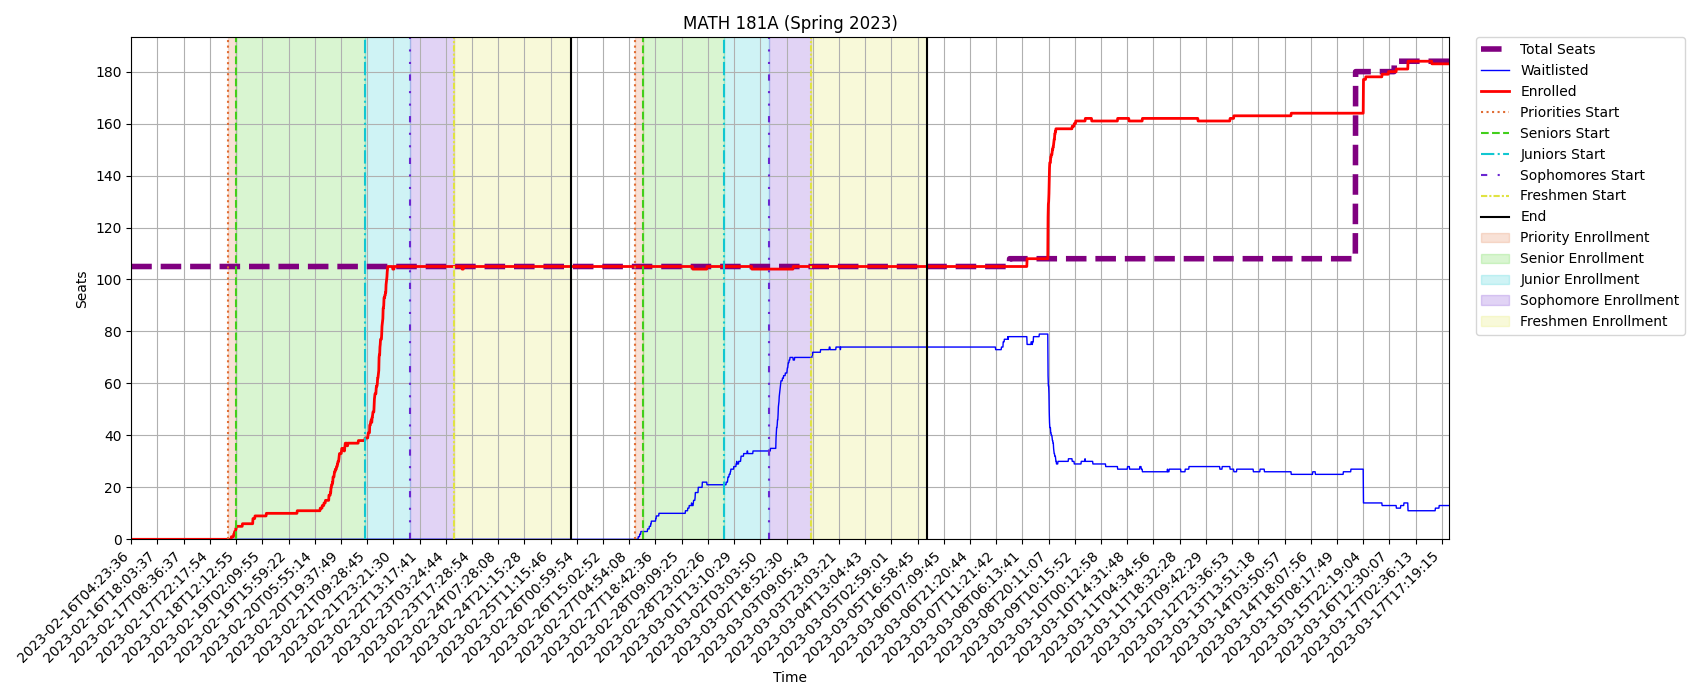 MATH 181A (Spring 2023)
Seats
180
160
140
120
100
80
60
40
20
0
2023-02-16T04:23:36
2023-02-16T18:03:37
2023-02-17T08:36:37
2023-02-17T22:17:54
2023-02-18T12:12:55
2023-02-19T02:09:55
2023-02-19T15:59:22
2023-02-20T05:55:14
2023-02-20T19:37:49
2023-02-21T09:28:45
2023-02-21T23:21:30
2023-02-22T13:17:41
2023-02-23T03:24:44
2023-02-23T17:28:54
2023-02-24T07:28:08
2023-02-24T21:15:28
2023-02-25T11:15:46
2023-02-26T00:59:54
2023-02-26T15:02:52
2023-02-27T04:54:08
2023-02-27T18:42:36
2023-02-28T09:09:25
2023-02-28T23:02:26
2023-03-01T13:10:29
2023-03-02T03:03:50
2023-03-02T18:52:30
2023-03-03T09:05:43
2023-03-03T23:03:21
2023-03-04T13:04:43
2023-03-05T02:59:01
2023-03-05T16:58:45
2023-03-06T07:09:45
2023-03-06T21:20:44
2023-03-07T11:21:42
2023-03-08T06:13:41
2023-03-08T20:11:07
2023-03-09T10:15:52
2023-03-10T00:12:58
2023-03-10T14:31:48
2023-03-11T04:34:56
2023-03-11T18:32:28
2023-03-12T09:42:29
2023-03-12T23:36:53
2023-03-13T13:51:18
2023-03-14T03:50:57
2023-03-14T18:07:56
2023-03-15T08:17:49
2023-03-15T22:19:04
2023-03-16T12:30:07
2023-03-17T02:36:13
2023-03-17T17:19:15
Time
Total Seats
Waitlisted
Enrolled
Priorities Start
Seniors Start
Juniors Start
Sophomores Start
Freshmen Start
End
Priority Enrollment
Senior Enrollment
Junior Enrollment
Sophomore Enrollment
Freshmen Enrollment